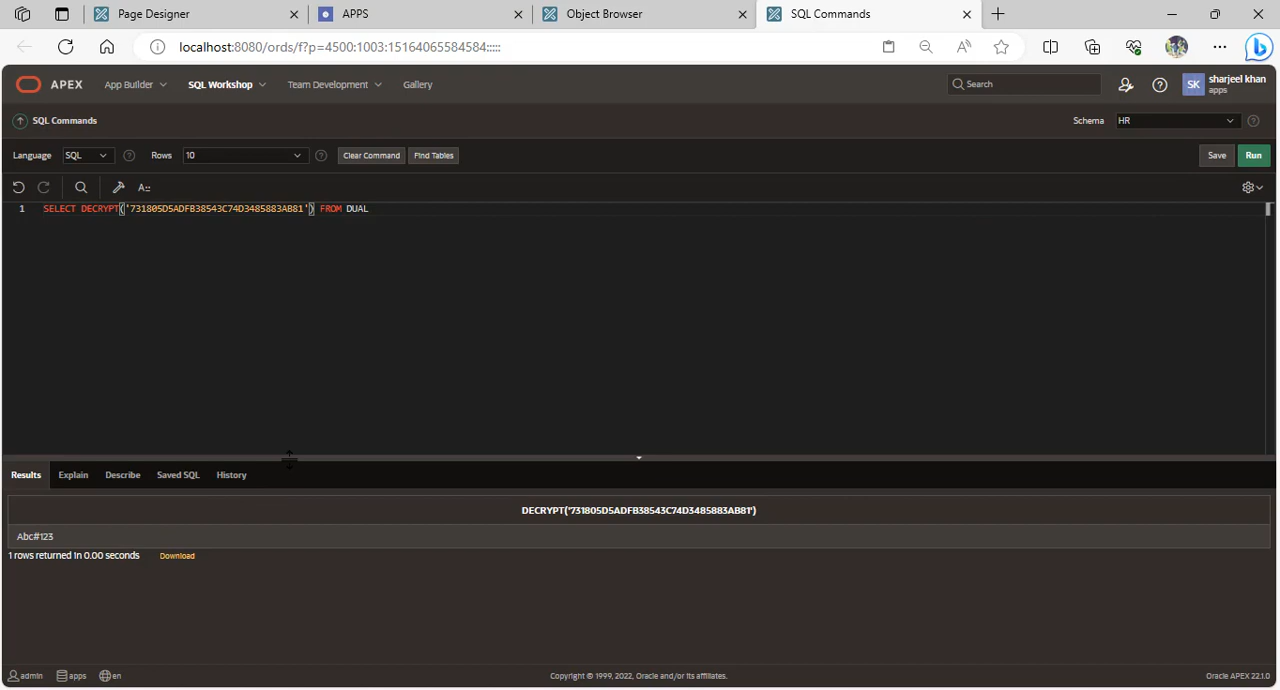 Page Designer
APPS
Object Browser
SQL Commands
localhost:8080/ords/f?p=4500:1003:15164065584584:::::
APEX
App Builder
SQL Workshop
Team Development
Gallery
Search
SK
sharjeel khan
apps
SQL Commands
Schema
HR
Language
SQL
Rows
10
Clear Command
Find Tables
Save
Run
1 SELECT DECRYPT('731805D5ADFB38543C74D3485883AB81') FROM DUAL
Results
Explain
Describe
Saved SQL
History
DECRYPT('731805D5ADFB38543C74D3485883AB81')
Abc#123
1 rows returned in 0.00 seconds
Download
admin
apps
en
Copyright © 1999, 2022, Oracle and/or its affiliates.
Oracle APEX 22.1.0